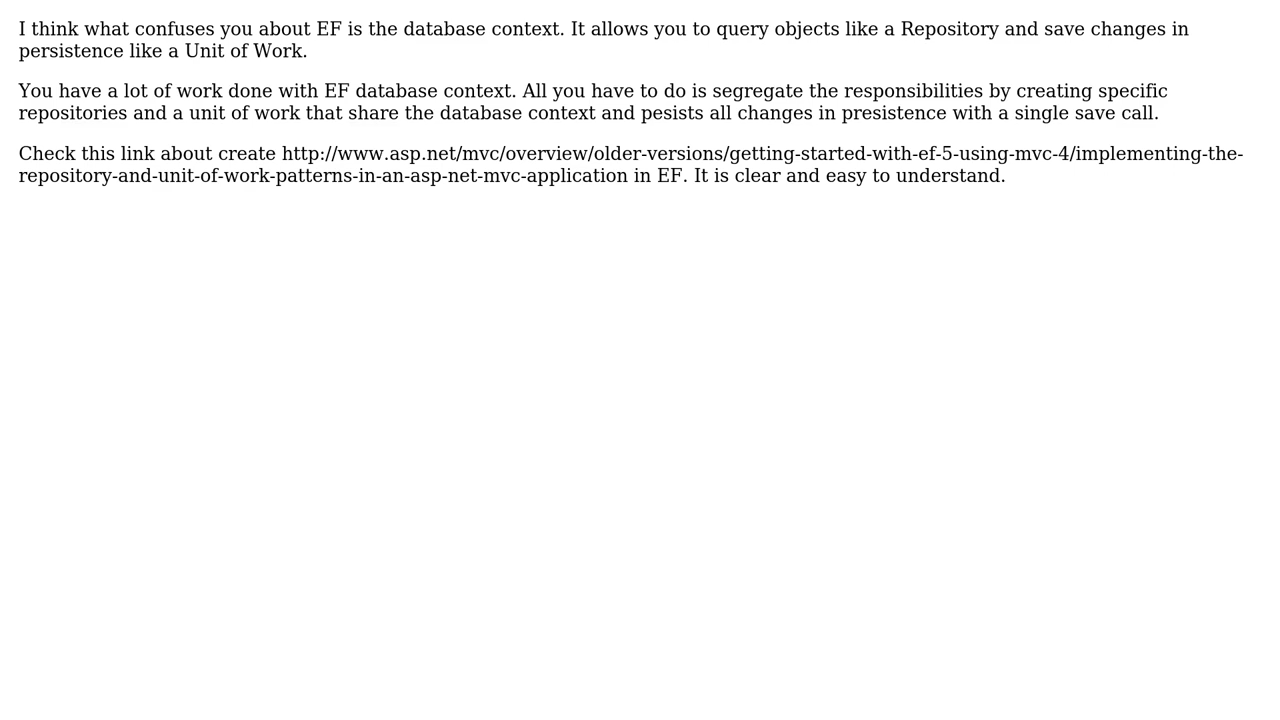 I think what confuses you about EF is the database context. It allows you to query objects like a Repository and save changes in
persistence like a Unit of Work.
You have a lot of work done with EF database context. All you have to do is segregate the responsibilities by creating specific
repositories and a unit of work that share the database context and pesists all changes in presistence with a single save call.
Check this link about create http://www.asp.net/mvc/overview/older-versions/getting-started-with-ef-5-using-mvc-4/implementing-the-
repository-and-unit-of-work-patterns-in-an-asp-net-mvc-application in EF. It is clear and easy to understand.